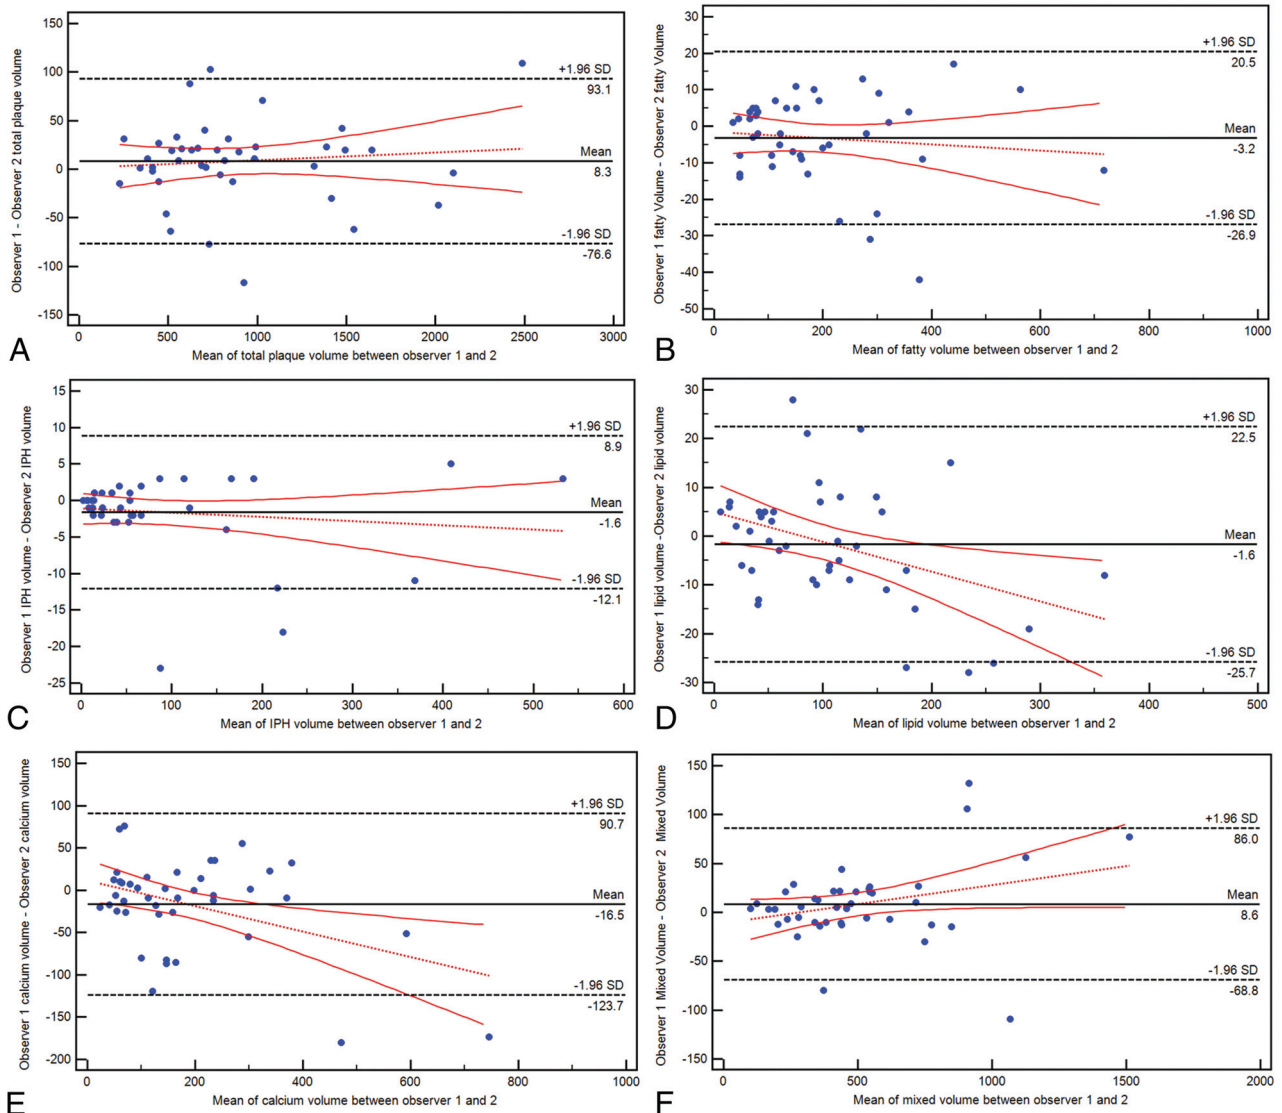 Observer 1 - Observer 2 total plaque volume
150
100
50
0
-50
-100
-150
+1.96 SD
93.1
Mean
8.3
-1.96 SD
-76.6
0 500 1000 1500 2000 2500 3000
Mean of total plaque volume between observer 1 and 2
A
Observer 1 fatty Volume - Observer 2 fatty Volume
30
20
10
0
-10
-20
-30
-40
-50
+1.96 SD
20.5
Mean
-3.2
-1.96 SD
-26.9
0 200 400 600 800 1000
Mean of fatty volume between observer 1 and 2
B
Observer 1 IPH volume - Observer 2 IPH volume
15
10
5
0
-5
-10
-15
-20
-25
+1.96 SD
8.9
Mean
-1.6
-1.96 SD
-12.1
0 100 200 300 400 500 600
Mean of IPH volume between observer 1 and 2
C
Observer 1 lipid volume -Observer 2 lipid volume
30
20
10
0
-10
-20
-30
+1.96 SD
22.5
Mean
-1.6
-1.96 SD
-25.7
0 100 200 300 400 500
Mean of lipid volume between observer 1 and 2
D
Observer 1 calcium volume - Observer 2 calcium volume
150
100
50
0
-50
-100
-150
-200
+1.96 SD
90.7
Mean
-16.5
-1.96 SD
-123.7
0 200 400 600 800 1000
Mean of calcium volume between observer 1 and 2
E
Observer 1 Mixed Volume - Observer 2 Mixed Volume
150
100
50
0
-50
-100
-150
+1.96 SD
86.0
Mean
8.6
-1.96 SD
-68.8
0 500 1000 1500 2000
Mean of mixed volume between observer 1 and 2
F